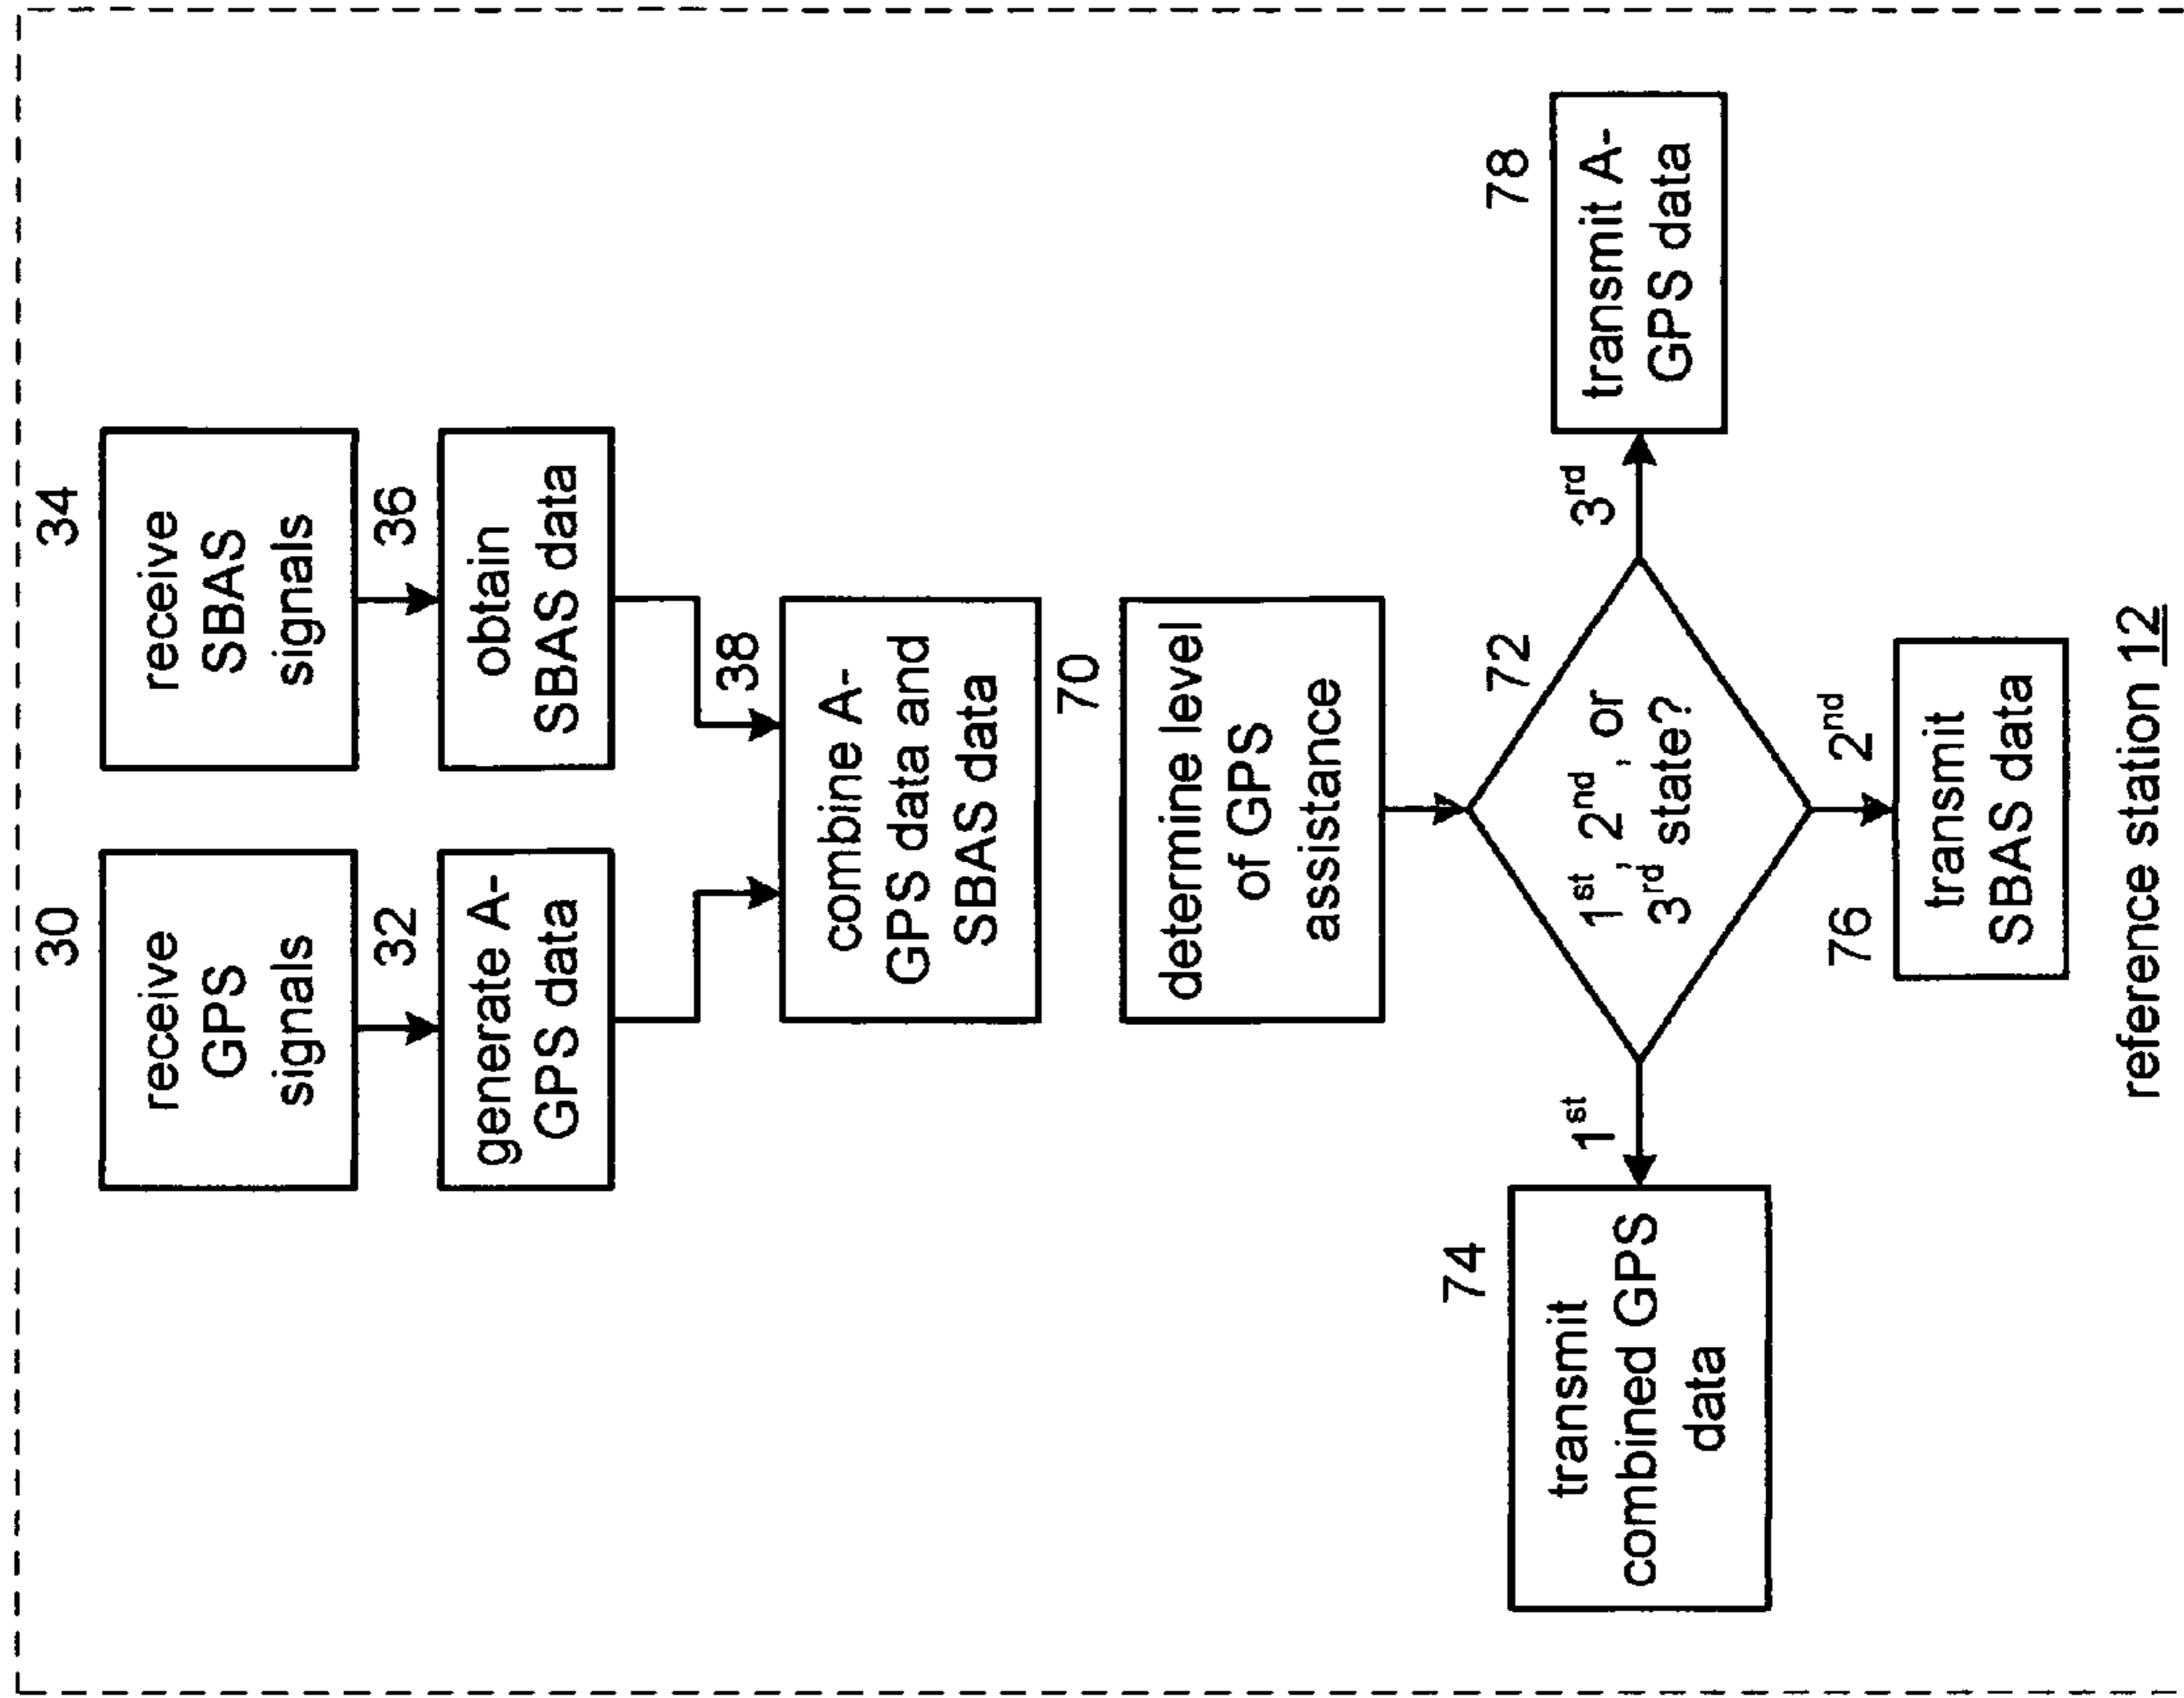 30
receive
GPS
signals
34
receive
SBAS
signals
32
generate A-
GPS data
36
obtain
SBAS data
38
combine A-
GPS data and
SBAS data
70
determine level
of GPS
assistance
72
1st, 2nd, or
3rd state?
1st
74
transmit
combined GPS
data
2nd
76
transmit
SBAS data
3rd
78
transmit A-
GPS data
reference station 12